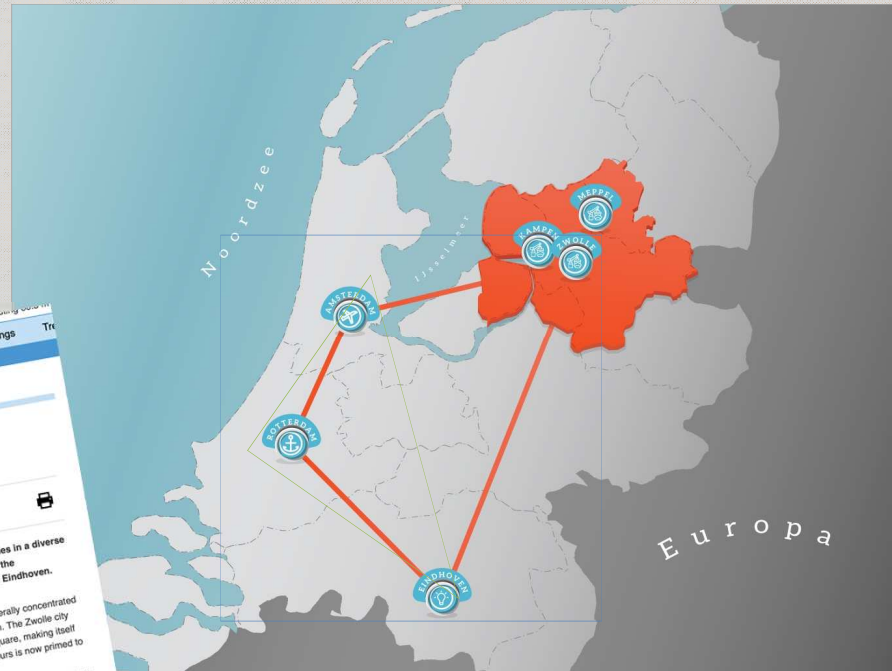 Noordzee
IJsselmeer
MEPPEL
KAMPEN
ZWOLLE
AMSTERDAM
ROTTERDAM
EINDHOVEN
Europa
ngs
es in a diverse
the
Eindhoven.
erally concentrated
The Zwolle city
uare, making itself
urs is now primed to